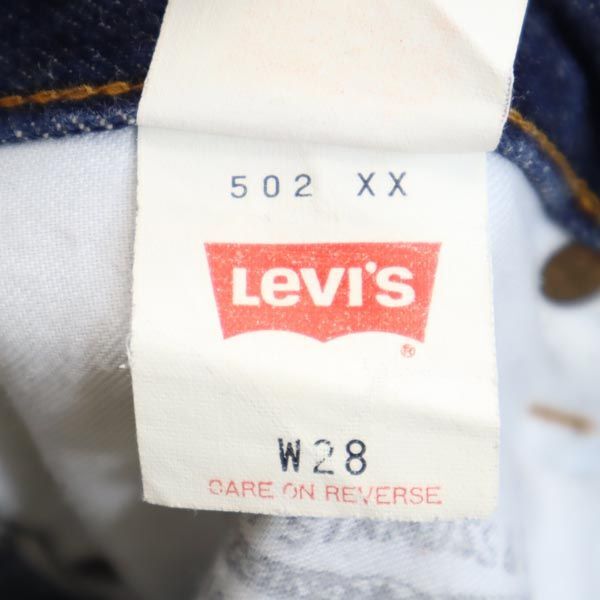 502 XX
LEVI'S
®
W28
CARE ON REVERSE